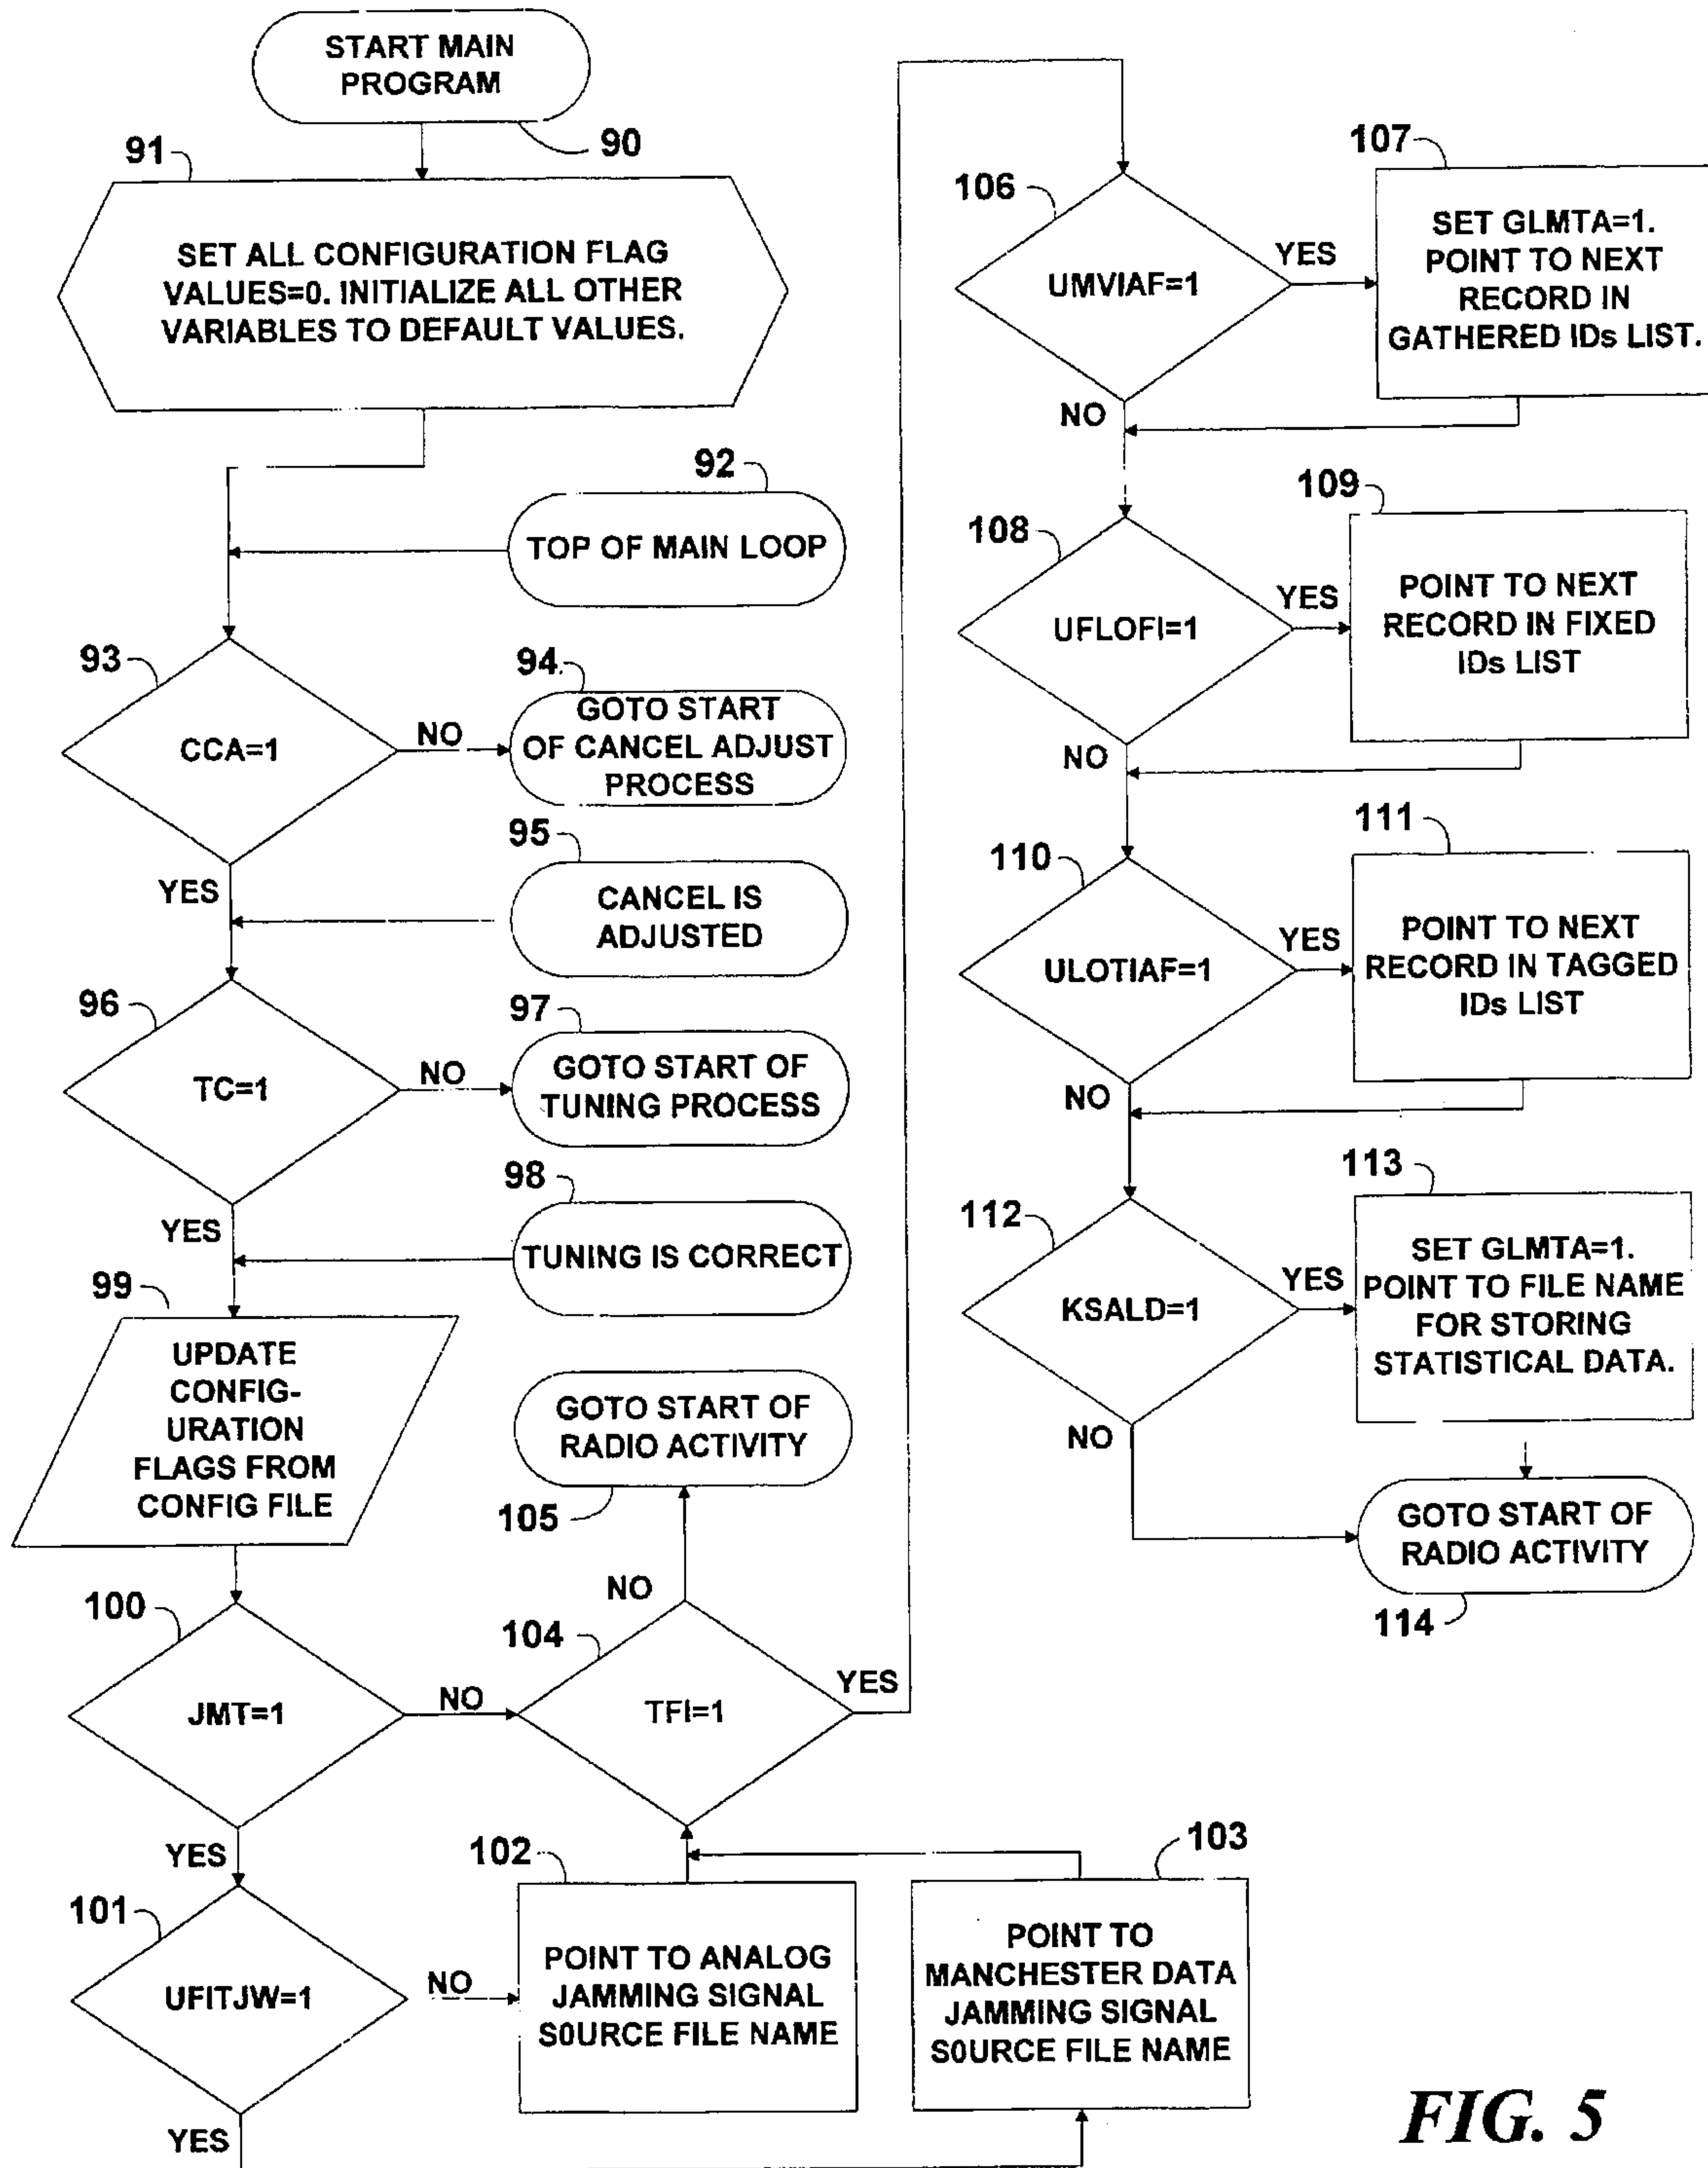 START MAIN
PROGRAM
90
91
SET ALL CONFIGURATION FLAG
VALUES=0. INITIALIZE ALL OTHER
VARIABLES TO DEFAULT VALUES.
92
TOP OF MAIN LOOP
93
CCA=1
NO
YES
94
GOTO START
OF CANCEL ADJUST
PROCESS
95
CANCEL IS
ADJUSTED
96
TC=1
NO
YES
97
GOTO START OF
TUNING PROCESS
98
TUNING IS CORRECT
99
UPDATE
CONFIG-
URATION
FLAGS FROM
CONFIG FILE
100
JMT=1
NO
YES
101
UFITJW=1
NO
YES
102
POINT TO ANALOG
JAMMING SIGNAL
S0URCE FILE NAME
103
POINT TO
MANCHESTER DATA
JAMMING SIGNAL
S0URCE FILE NAME
104
TFI=1
NO
YES
GOTO START OF
RADIO ACTIVITY
105
106
UMVIAF=1
YES
NO
107
SET GLMTA=1.
POINT TO NEXT
RECORD IN
GATHERED IDs LIST.
108
UFLOFI=1
YES
NO
109
POINT TO NEXT
RECORD IN FIXED
IDs LIST
110
ULOTIAF=1
YES
NO
111
POINT TO NEXT
RECORD IN TAGGED
IDs LIST
112
KSALD=1
YES
NO
113
SET GLMTA=1.
POINT TO FILE NAME
FOR STORING
STATISTICAL DATA.
GOTO START OF
RADIO ACTIVITY
114
FIG. 5